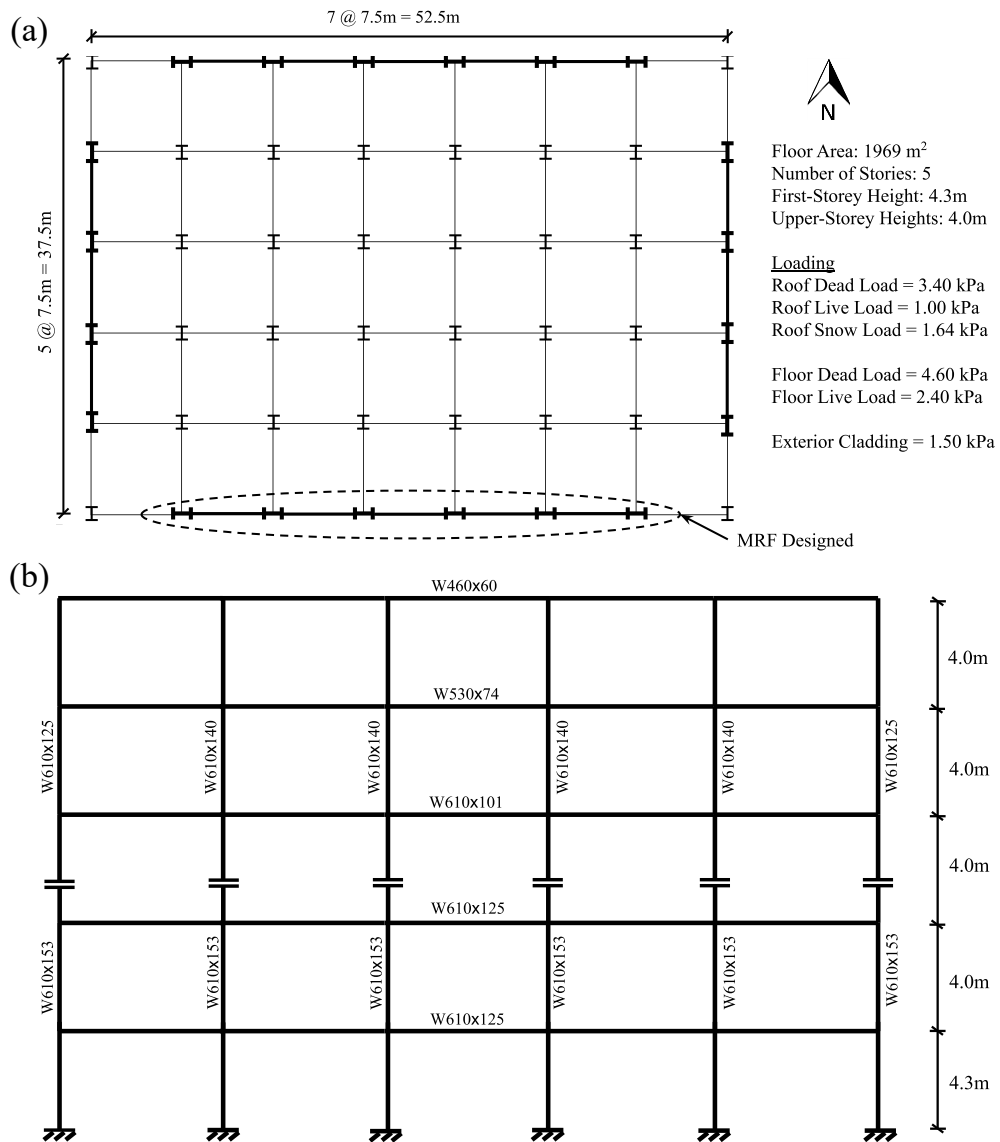 (a)
7 @ 7.5m = 52.5m
5 @ 7.5m = 37.5m
N
Floor Area: 1969 m²
Number of Stories: 5
First-Storey Height: 4.3m
Upper-Storey Heights: 4.0m
Loading
Roof Dead Load = 3.40 kPa
Roof Live Load = 1.00 kPa
Roof Snow Load = 1.64 kPa
Floor Dead Load = 4.60 kPa
Floor Live Load = 2.40 kPa
Exterior Cladding = 1.50 kPa
MRF Designed
(b)
W460x60
4.0m
W530x74
W610x125
W610x140
W610x140
W610x140
W610x140
W610x125
4.0m
W610x101
4.0m
W610x125
W610x153
W610x153
W610x153
W610x153
W610x153
W610x153
4.0m
W610x125
4.3m